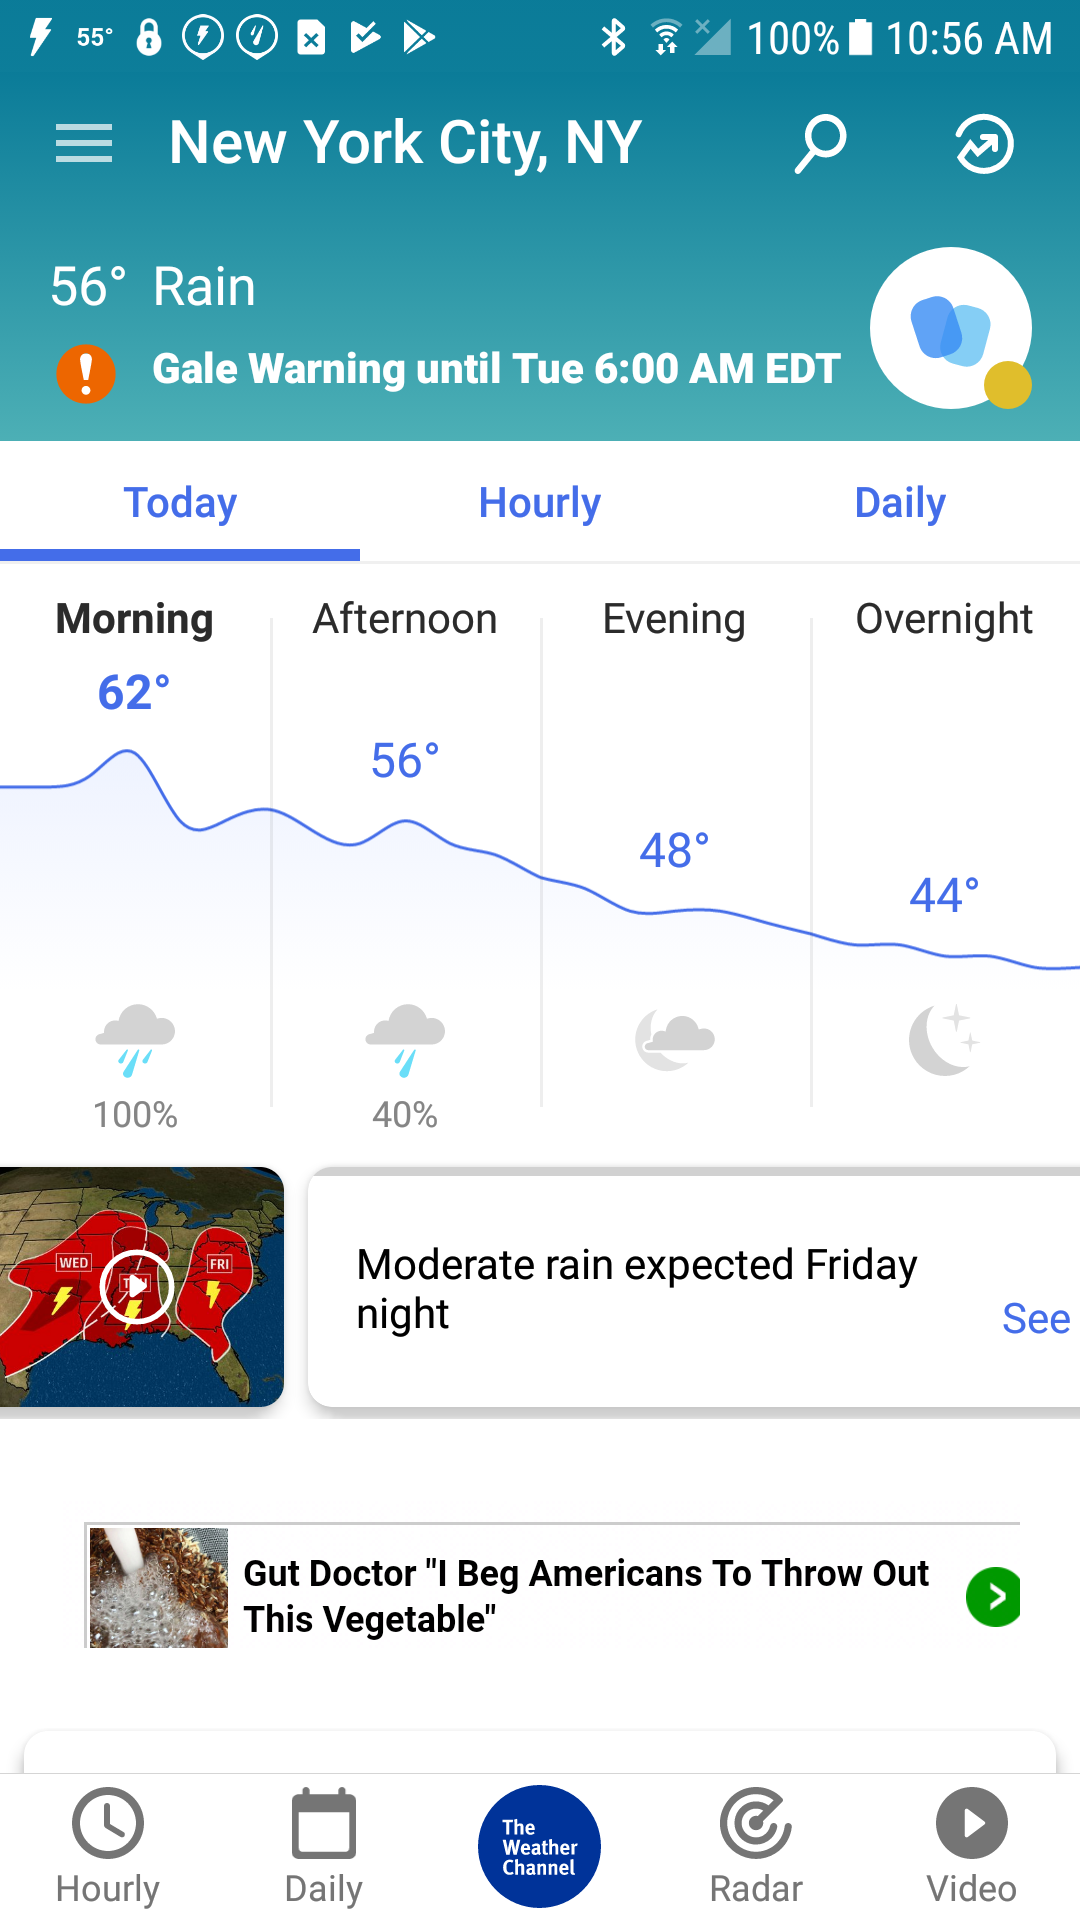 55° 100% 10:56 AM
New York City, NY
56° Rain
Gale Warning until Tue 6:00 AM EDT
Today Hourly Daily
Morning Afternoon Evening Overnight
62°
56°
48°
44°
100% 40%
WED THU FRI
Moderate rain expected Friday
night
See
Gut Doctor "I Beg Americans To Throw Out
This Vegetable"
The
Weather
Channel
Hourly Daily Radar Video